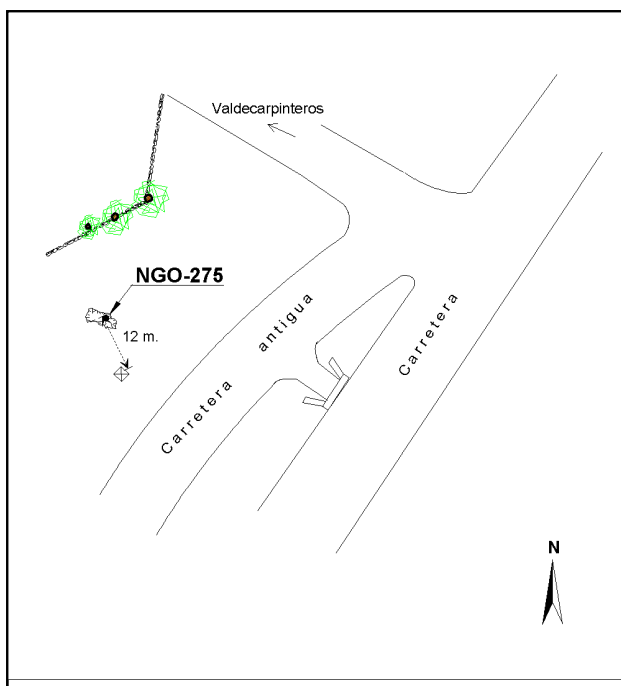 Valdecarpinteros
NGO-275
12 m.
Carretera antigua
Carretera
N